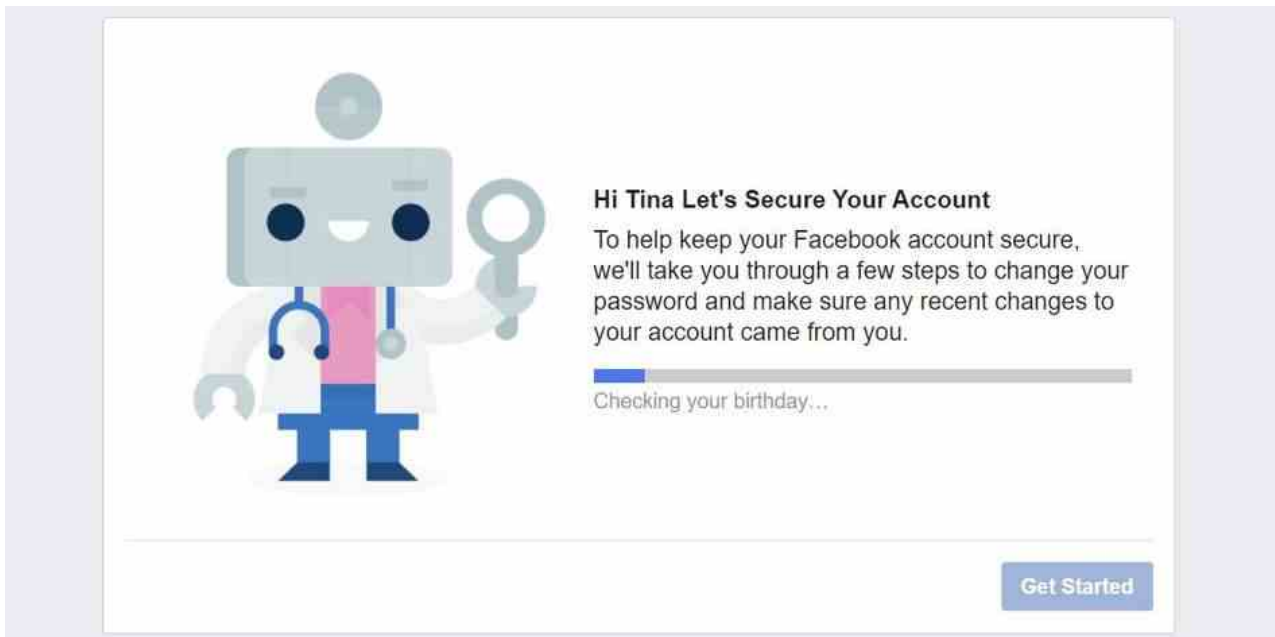 Hi Tina Let's Secure Your Account
To help keep your Facebook account secure,
we'll take you through a few steps to change your
password and make sure any recent changes to
your account came from you.
Checking your birthday...
Get Started